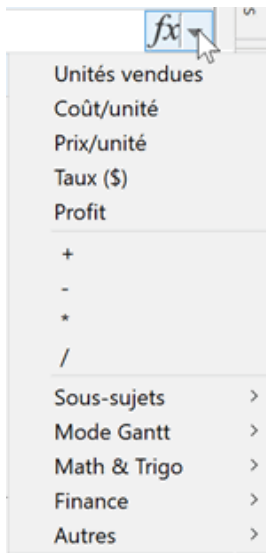 fx
Unités vendues
Coût/unité
Prix/unité
Taux ($)
Profit
+
-
*
/
Sous-sujets >
Mode Gantt >
Math & Trigo >
Finance >
Autres >